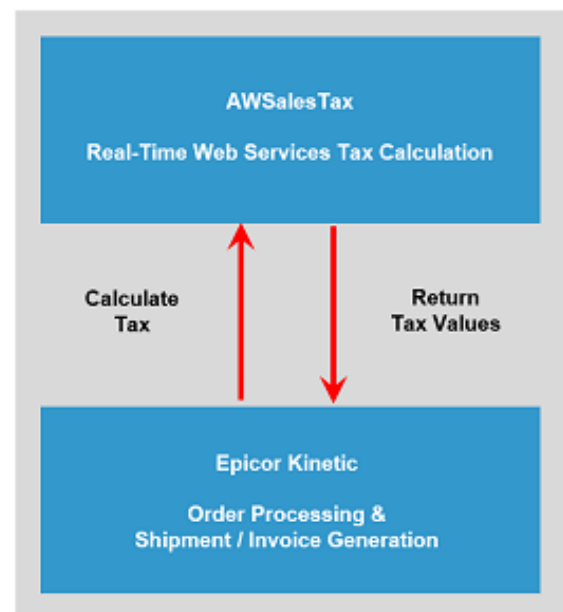 AWSalesTax
Real-Time Web Services Tax Calculation
Calculate
Tax
Return
Tax Values
Epicor Kinetic
Order Processing &
Shipment / Invoice Generation